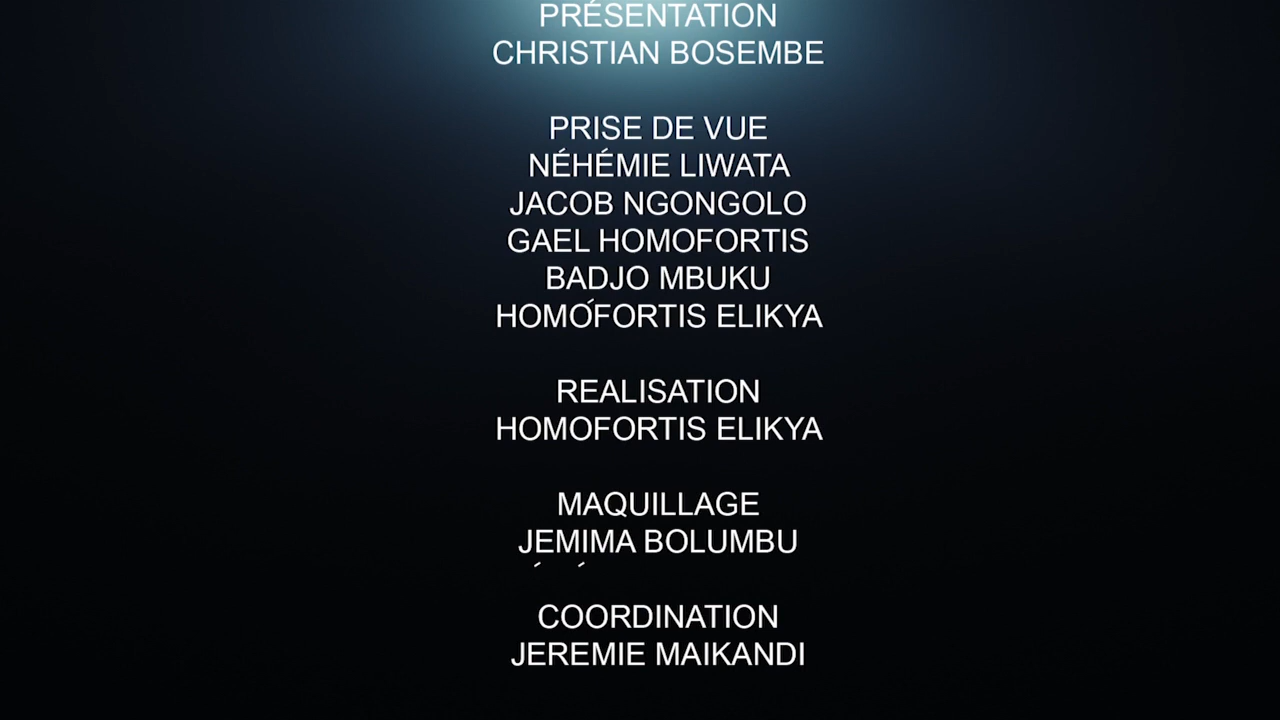 PRÉSENTATION
CHRISTIAN BOSEMBE
PRISE DE VUE
NÉHÉMIE LIWATA
JACOB NGONGOLO
GAEL HOMOFORTIS
BADJO MBUKU
HOMOFORTIS ELIKYA
REALISATION
HOMOFORTIS ELIKYA
MAQUILLAGE
JEMIMA BOLUMBU
COORDINATION
JEREMIE MAIKANDI